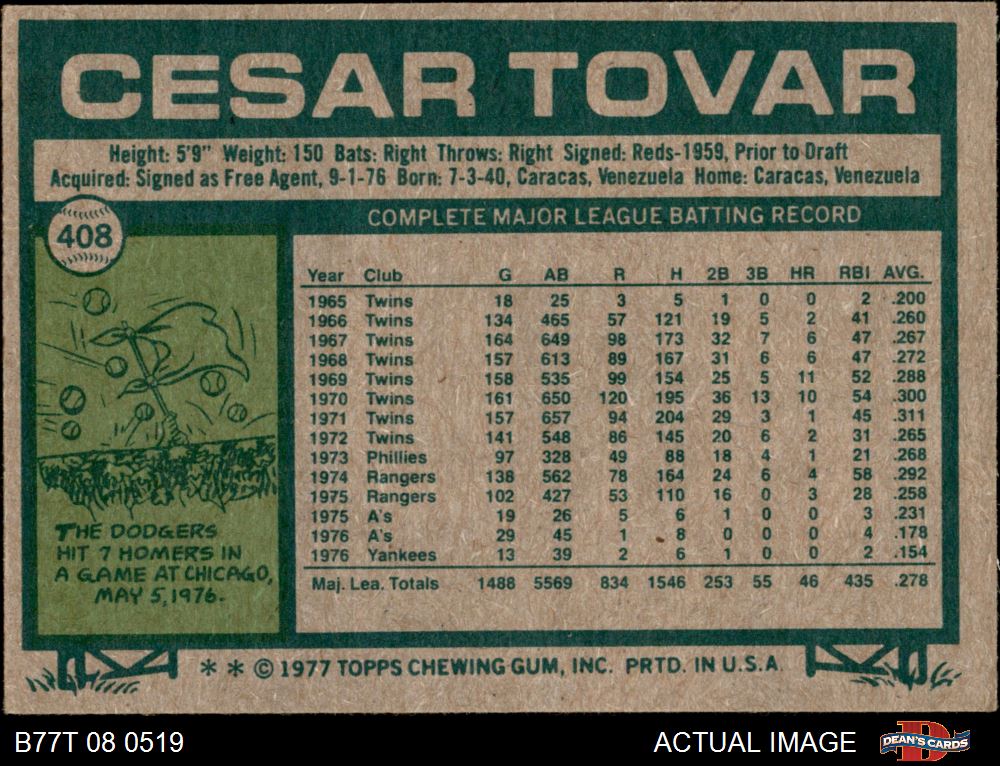 CESAR TOVAR
Height: 5'9" Weight: 150 Bats: Right Throws: Right Signed: Reds-1959, Prior to Draft
Acquired: Signed as Free Agent, 9-1-76 Born: 7-3-40, Caracas, Venezuela Home: Caracas, Venezuela
408
COMPLETE MAJOR LEAGUE BATTING RECORD
Year Club G AB R H 2B 3B HR RBI AVG.
1965 Twins 18 25 3 5 1 0 0 2 .200
1966 Twins 134 465 57 121 19 5 2 41 .260
1967 Twins 164 649 98 173 32 7 6 47 .267
1968 Twins 157 613 89 167 31 6 6 47 .272
1969 Twins 158 535 99 154 25 5 11 52 .288
1970 Twins 161 650 120 195 36 13 10 54 .300
1971 Twins 157 657 94 204 29 3 1 45 .311
1972 Twins 141 548 86 145 20 6 2 31 .265
1973 Phillies 97 328 49 88 18 4 1 21 .268
1974 Rangers 138 562 78 164 24 6 4 58 .292
1975 Rangers 102 427 53 110 16 0 3 28 .258
1975 A's 19 26 5 6 1 0 0 3 .231
1976 A's 29 45 1 8 0 0 0 4 .178
1976 Yankees 13 39 2 6 1 0 0 2 .154
Maj. Lea. Totals 1488 5569 834 1546 253 55 46 435 .278
THE DODGERS
HIT 7 HOMERS IN
A GAME AT CHICAGO,
MAY 5, 1976.
* * © 1977 TOPPS CHEWING GUM, INC. PRTD. IN U.S.A.
B77T 08 0519
ACTUAL IMAGE
D
DEAN'S CARDS